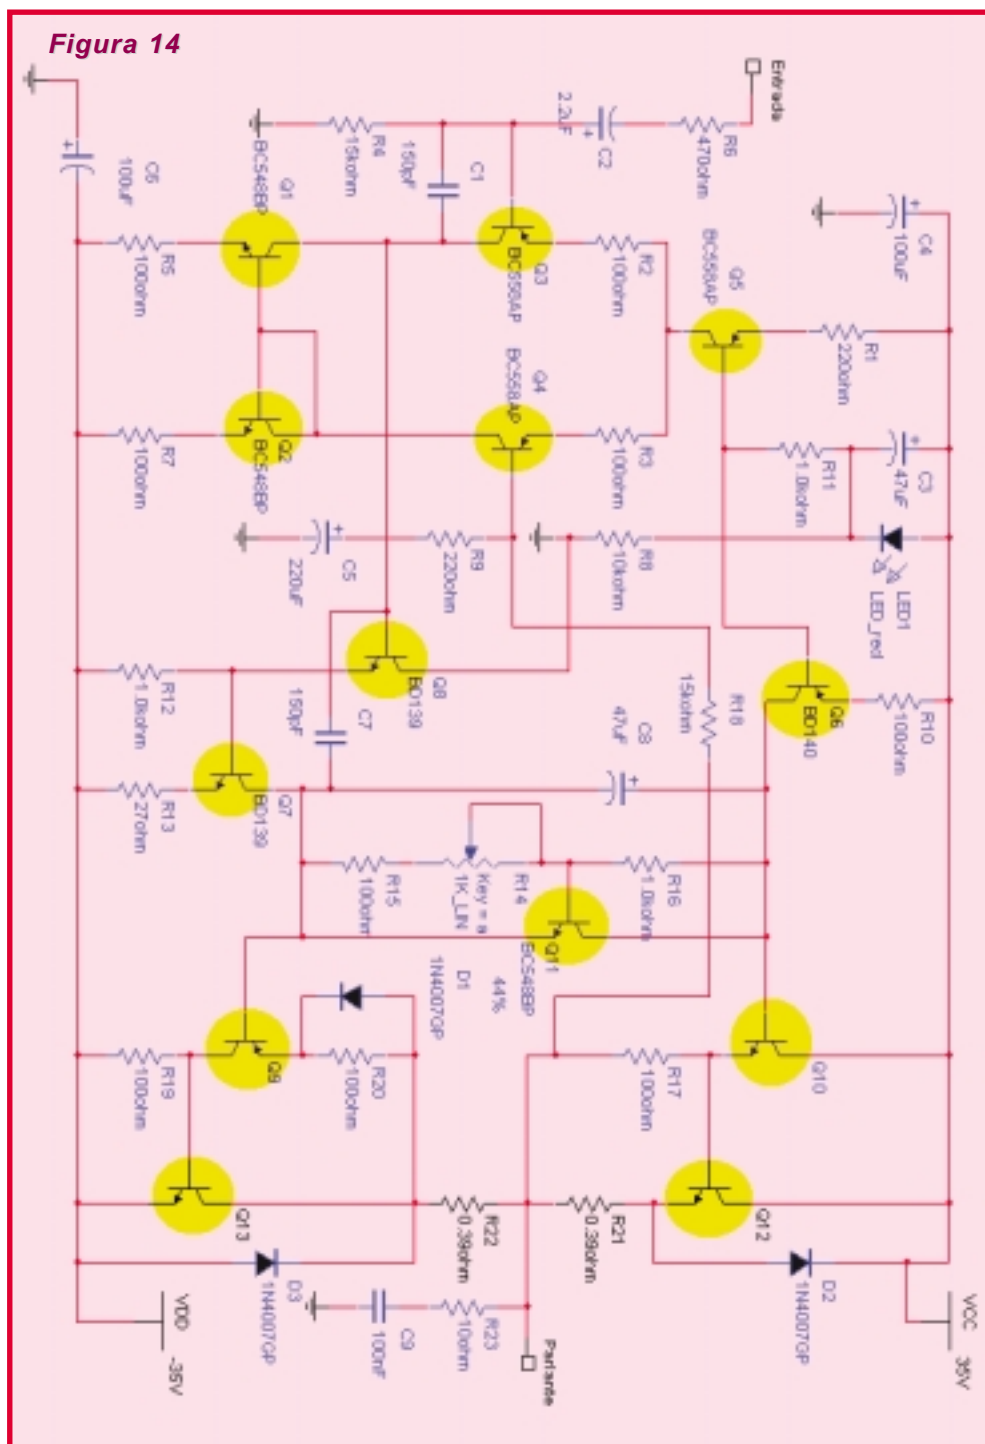 Figura 14
Entrada
R6
470ohm
C2
2.2uF
C4
100uF
C6
100uF
R4
15kohm
C1
150pF
Q1
BC548BP
Q3
BC558AP
R2
100ohm
Q5
BC558AP
R1
220ohm
R5
100ohm
Q4
BC558AP
Q2
BC548BP
R7
100ohm
R3
100ohm
R11
1.0kohm
C3
47uF
C5
220uF
R9
220ohm
R8
10kohm
LED1
LED_red
Q8
BD139
R12
1.0kohm
C7
150pF
R18
15kohm
Q6
BD140
R10
100ohm
C8
47uF
Q7
BD139
R13
27ohm
R15
100ohm
R14
Key = a
1K_LIN
44%
R16
1.0kohm
Q11
BC548BP
D1
1N4007GP
Q9
R19
100ohm
R20
100ohm
R17
100ohm
Q10
Q13
R22
0.39ohm
R21
0.39ohm
Q12
D3
1N4007GP
C9
100nF
R23
10ohm
D2
1N4007GP
Parlante
VDD
-35V
VCC
35V